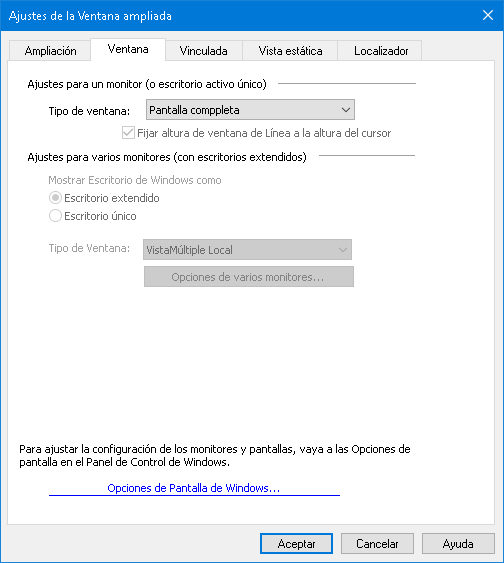 Ajustes de la Ventana ampliada
Ampliación Ventana Vinculada Vista estática Localizador
Ajustes para un monitor (o escritorio activo único)
Tipo de ventana: Pantalla comppleta
Fijar altura de ventana de Línea a la altura del cursor
Ajustes para varios monitores (con escritorios extendidos)
Mostrar Escritorio de Windows como
Escritorio extendido
Escritorio único
Tipo de Ventana: VistaMúltiple Local
Opciones de varios monitores...
Para ajustar la configuración de los monitores y pantallas, vaya a las Opciones de
pantalla en el Panel de Control de Windows.
Opciones de Pantalla de Windows...
Aceptar Cancelar Ayuda